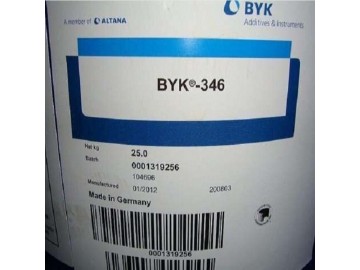 A member of ALTANA
BYK
Additives & Instruments
BYK®-346
Net kg 25.0
Batch 0001319256
104696
Manufactured 01/2012 200803
Made in Germany
0001319256